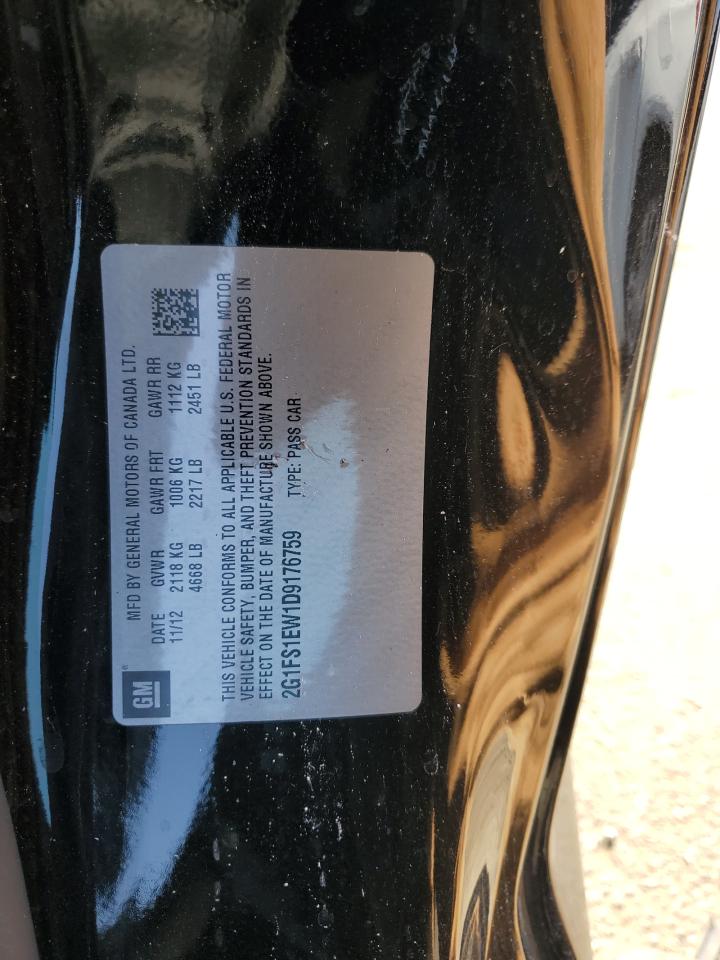 GM
MFD BY GENERAL MOTORS OF CANADA LTD.
DATE GVWR GAWR FRT GAWR RR
11/12 2118 KG 1006 KG 1112 KG
4668 LB 2217 LB 2451 LB
THIS VEHICLE CONFORMS TO ALL APPLICABLE U.S. FEDERAL MOTOR
VEHICLE SAFETY, BUMPER, AND THEFT PREVENTION STANDARDS IN
EFFECT ON THE DATE OF MANUFACTURE SHOWN ABOVE.
2G1FS1EW1D9176759 TYPE: PASS CAR